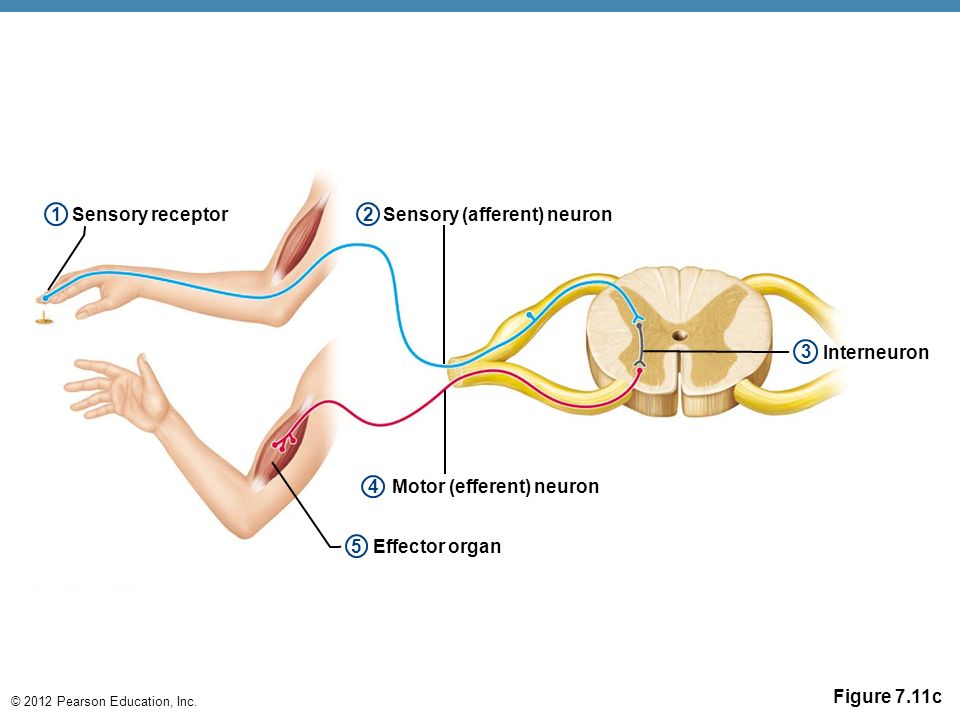 1 Sensory receptor
2 Sensory (afferent) neuron
3 Interneuron
4 Motor (efferent) neuron
5 Effector organ
© 2012 Pearson Education, Inc.
Figure 7.11c